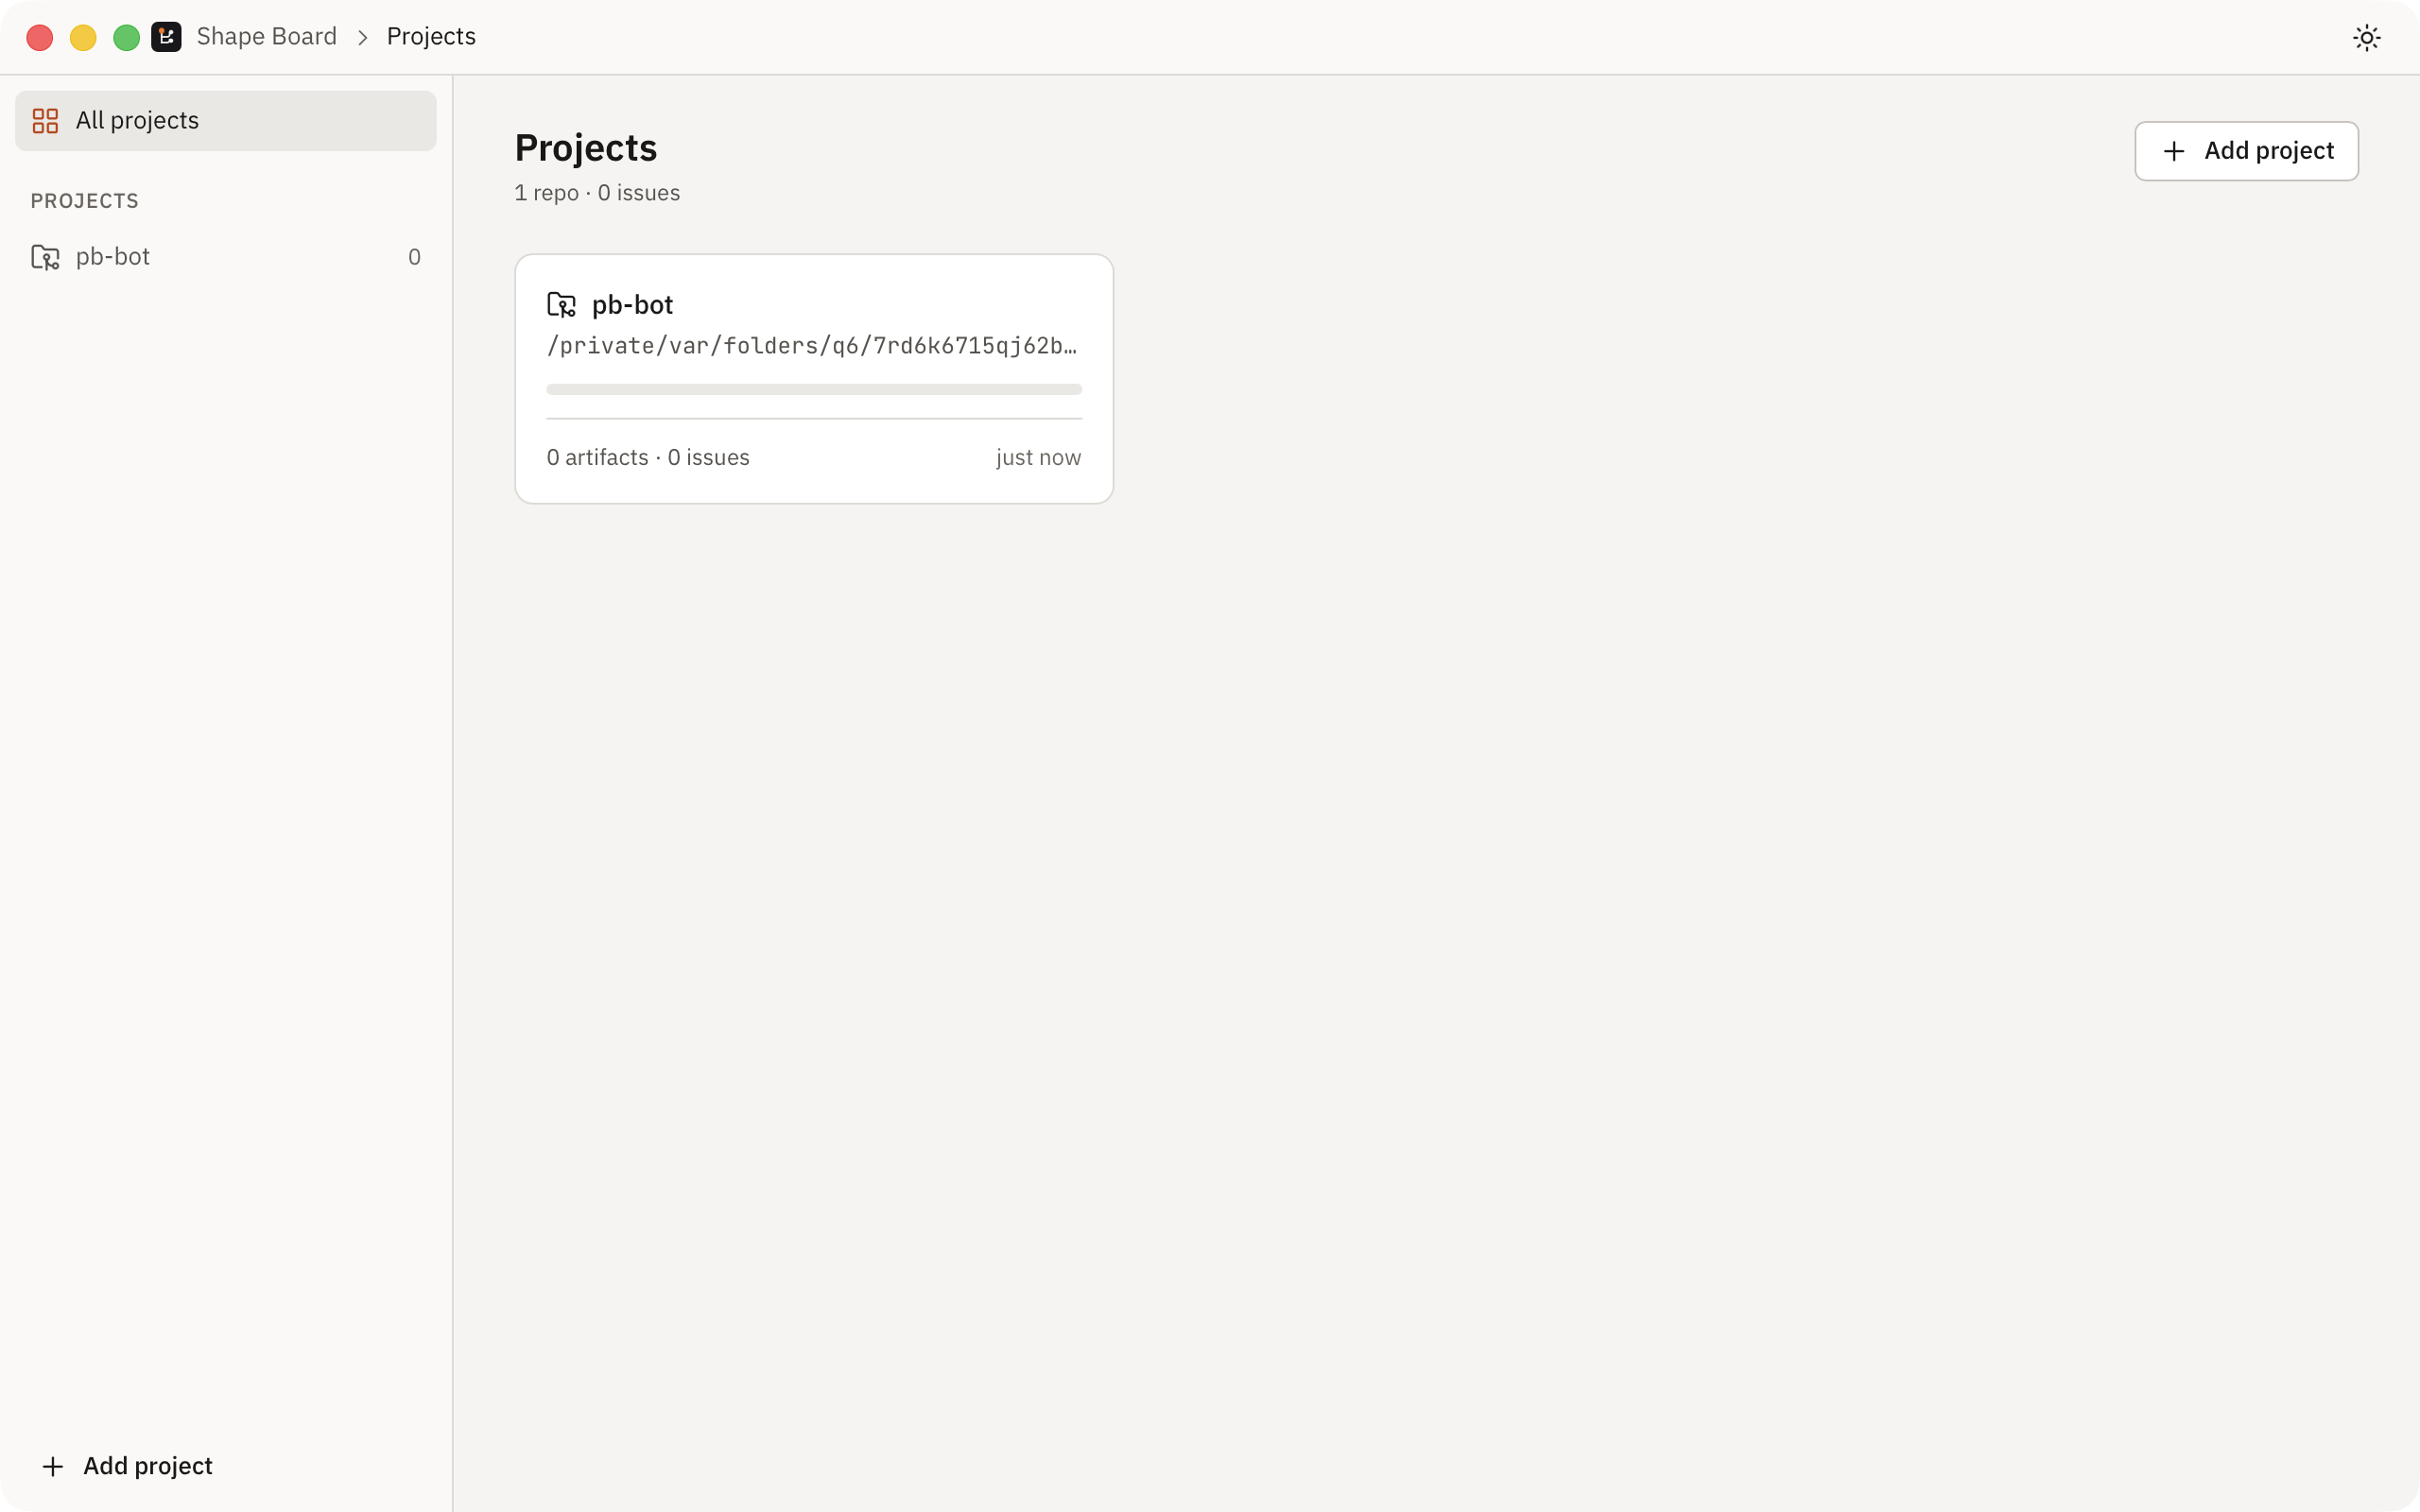 Shape Board > Projects
All projects
PROJECTS
pb-bot 0
Add project
Projects
1 repo · 0 issues
Add project
pb-bot
/private/var/folders/q6/7rd6k6715qj62b…
0 artifacts · 0 issues just now